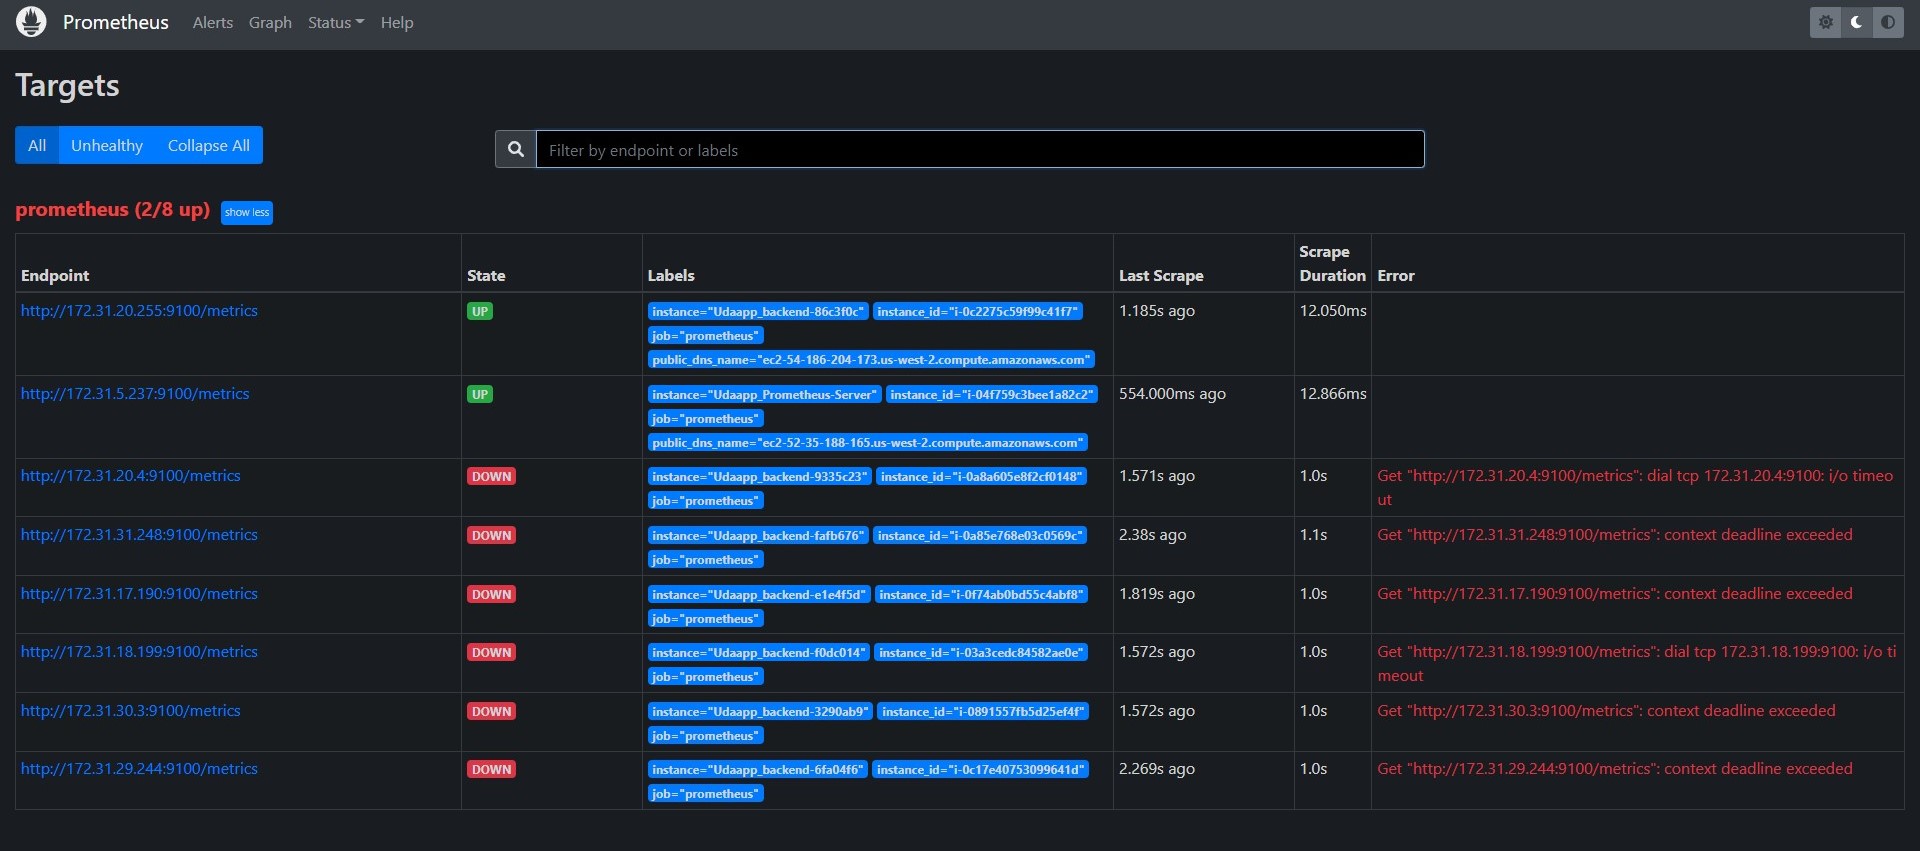 Prometheus Alerts Graph Status Help
Targets
All Unhealthy Collapse All
Filter by endpoint or labels
prometheus (2/8 up) show less
Endpoint State Labels Last Scrape Scrape Duration Error
http://172.31.20.255:9100/metrics UP instance="Udaapp_backend-86c3f0c" instance_id="i-0c2275c59f99c41f7" 1.185s ago 12.050ms
job="prometheus"
public_dns_name="ec2-54-186-204-173.us-west-2.compute.amazonaws.com"
http://172.31.5.237:9100/metrics UP instance="Udaapp_Prometheus-Server" instance_id="i-04f759c3bee1a82c2" 554.000ms ago 12.866ms
job="prometheus"
public_dns_name="ec2-52-35-188-165.us-west-2.compute.amazonaws.com"
http://172.31.20.4:9100/metrics DOWN instance="Udaapp_backend-9335c23" instance_id="i-0a8a605e8f2cf0148" 1.571s ago 1.0s Get "http://172.31.20.4:9100/metrics": dial tcp 172.31.20.4:9100: i/o timeo
job="prometheus" ut
http://172.31.31.248:9100/metrics DOWN instance="Udaapp_backend-fafb676" instance_id="i-0a85e768e03c0569c" 2.38s ago 1.1s Get "http://172.31.31.248:9100/metrics": context deadline exceeded
job="prometheus"
http://172.31.17.190:9100/metrics DOWN instance="Udaapp_backend-e1e4f5d" instance_id="i-0f74ab0bd55c4abf8" 1.819s ago 1.0s Get "http://172.31.17.190:9100/metrics": context deadline exceeded
job="prometheus"
http://172.31.18.199:9100/metrics DOWN instance="Udaapp_backend-f0dc014" instance_id="i-03a3cedc84582ae0e" 1.572s ago 1.0s Get "http://172.31.18.199:9100/metrics": dial tcp 172.31.18.199:9100: i/o ti
job="prometheus" meout
http://172.31.30.3:9100/metrics DOWN instance="Udaapp_backend-3290ab9" instance_id="i-0891557fb5d25ef4f" 1.572s ago 1.0s Get "http://172.31.30.3:9100/metrics": context deadline exceeded
job="prometheus"
http://172.31.29.244:9100/metrics DOWN instance="Udaapp_backend-6fa04f6" instance_id="i-0c17e40753099641d" 2.269s ago 1.0s Get "http://172.31.29.244:9100/metrics": context deadline exceeded
job="prometheus"